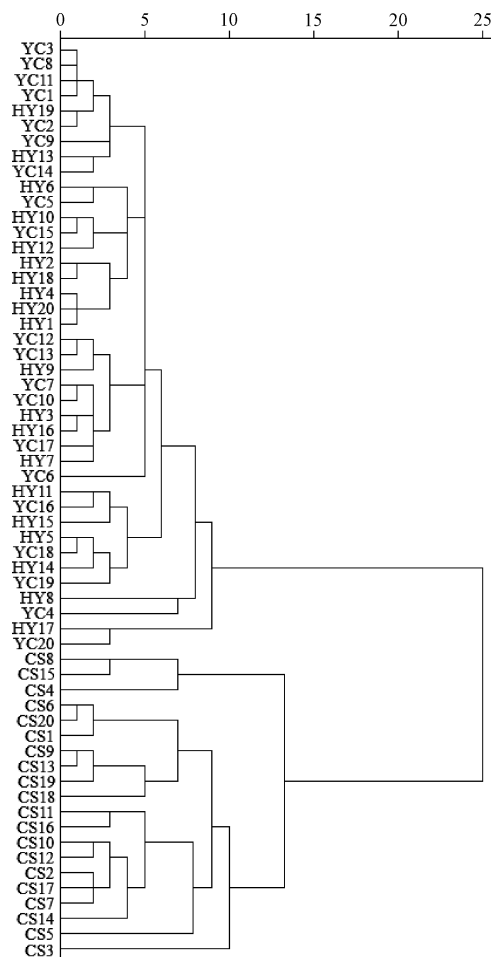 0 5 10 15 20 25
YC3
YC8
YC11
YC1
HY19
YC2
YC9
HY13
YC14
HY6
YC5
HY10
YC15
HY12
HY2
HY18
HY4
HY20
HY1
YC12
YC13
HY9
YC7
YC10
HY3
HY16
YC17
HY7
YC6
HY11
YC16
HY15
HY5
YC18
HY14
YC19
HY8
YC4
HY17
YC20
CS8
CS15
CS4
CS6
CS20
CS1
CS9
CS13
CS19
CS18
CS11
CS16
CS10
CS12
CS2
CS17
CS7
CS14
CS5
CS3